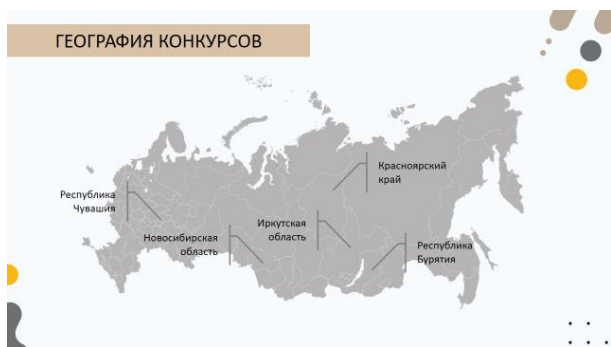 ГЕОГРАФИЯ КОНКУРСОВ
Красноярский
край
Республика
Чувашия
Иркутская
область
Новосибирская
область
Республика
Бурятия